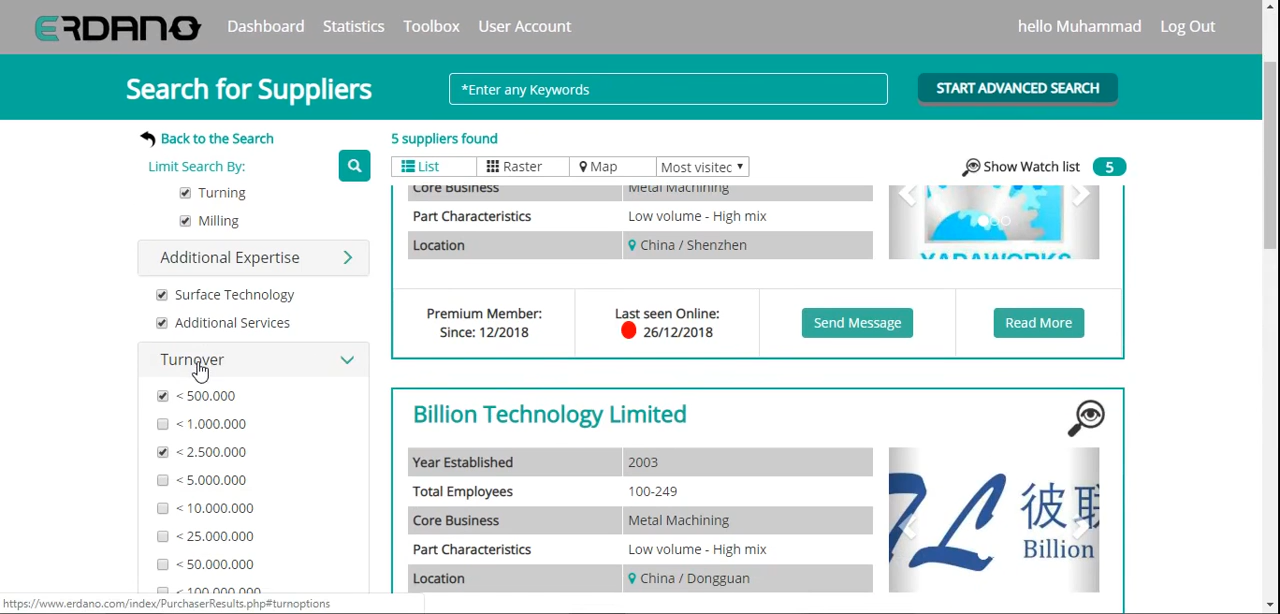 ERDANO Dashboard Statistics Toolbox User Account hello Muhammad Log Out
Search for Suppliers *Enter any Keywords START ADVANCED SEARCH
Back to the Search 5 suppliers found
Limit Search By: List Raster Map Most visited Show Watch list 5
Turning
Milling
Additional Expertise
Surface Technology
Additional Services
Turnover
< 500.000
< 1.000.000
< 2.500.000
< 5.000.000
< 10.000.000
< 25.000.000
< 50.000.000
< 100.000.000
Core Business Metal Machining
Part Characteristics Low volume - High mix
Location China / Shenzhen
YADAWORKS
Premium Member:
Since: 12/2018
Last seen Online:
26/12/2018
Send Message
Read More
Billion Technology Limited
Year Established 2003
Total Employees 100-249
Core Business Metal Machining
Part Characteristics Low volume - High mix
Location China / Dongguan
彼联
Billion
https://www.erdano.com/index/PurchaserResults.php#turnoptions